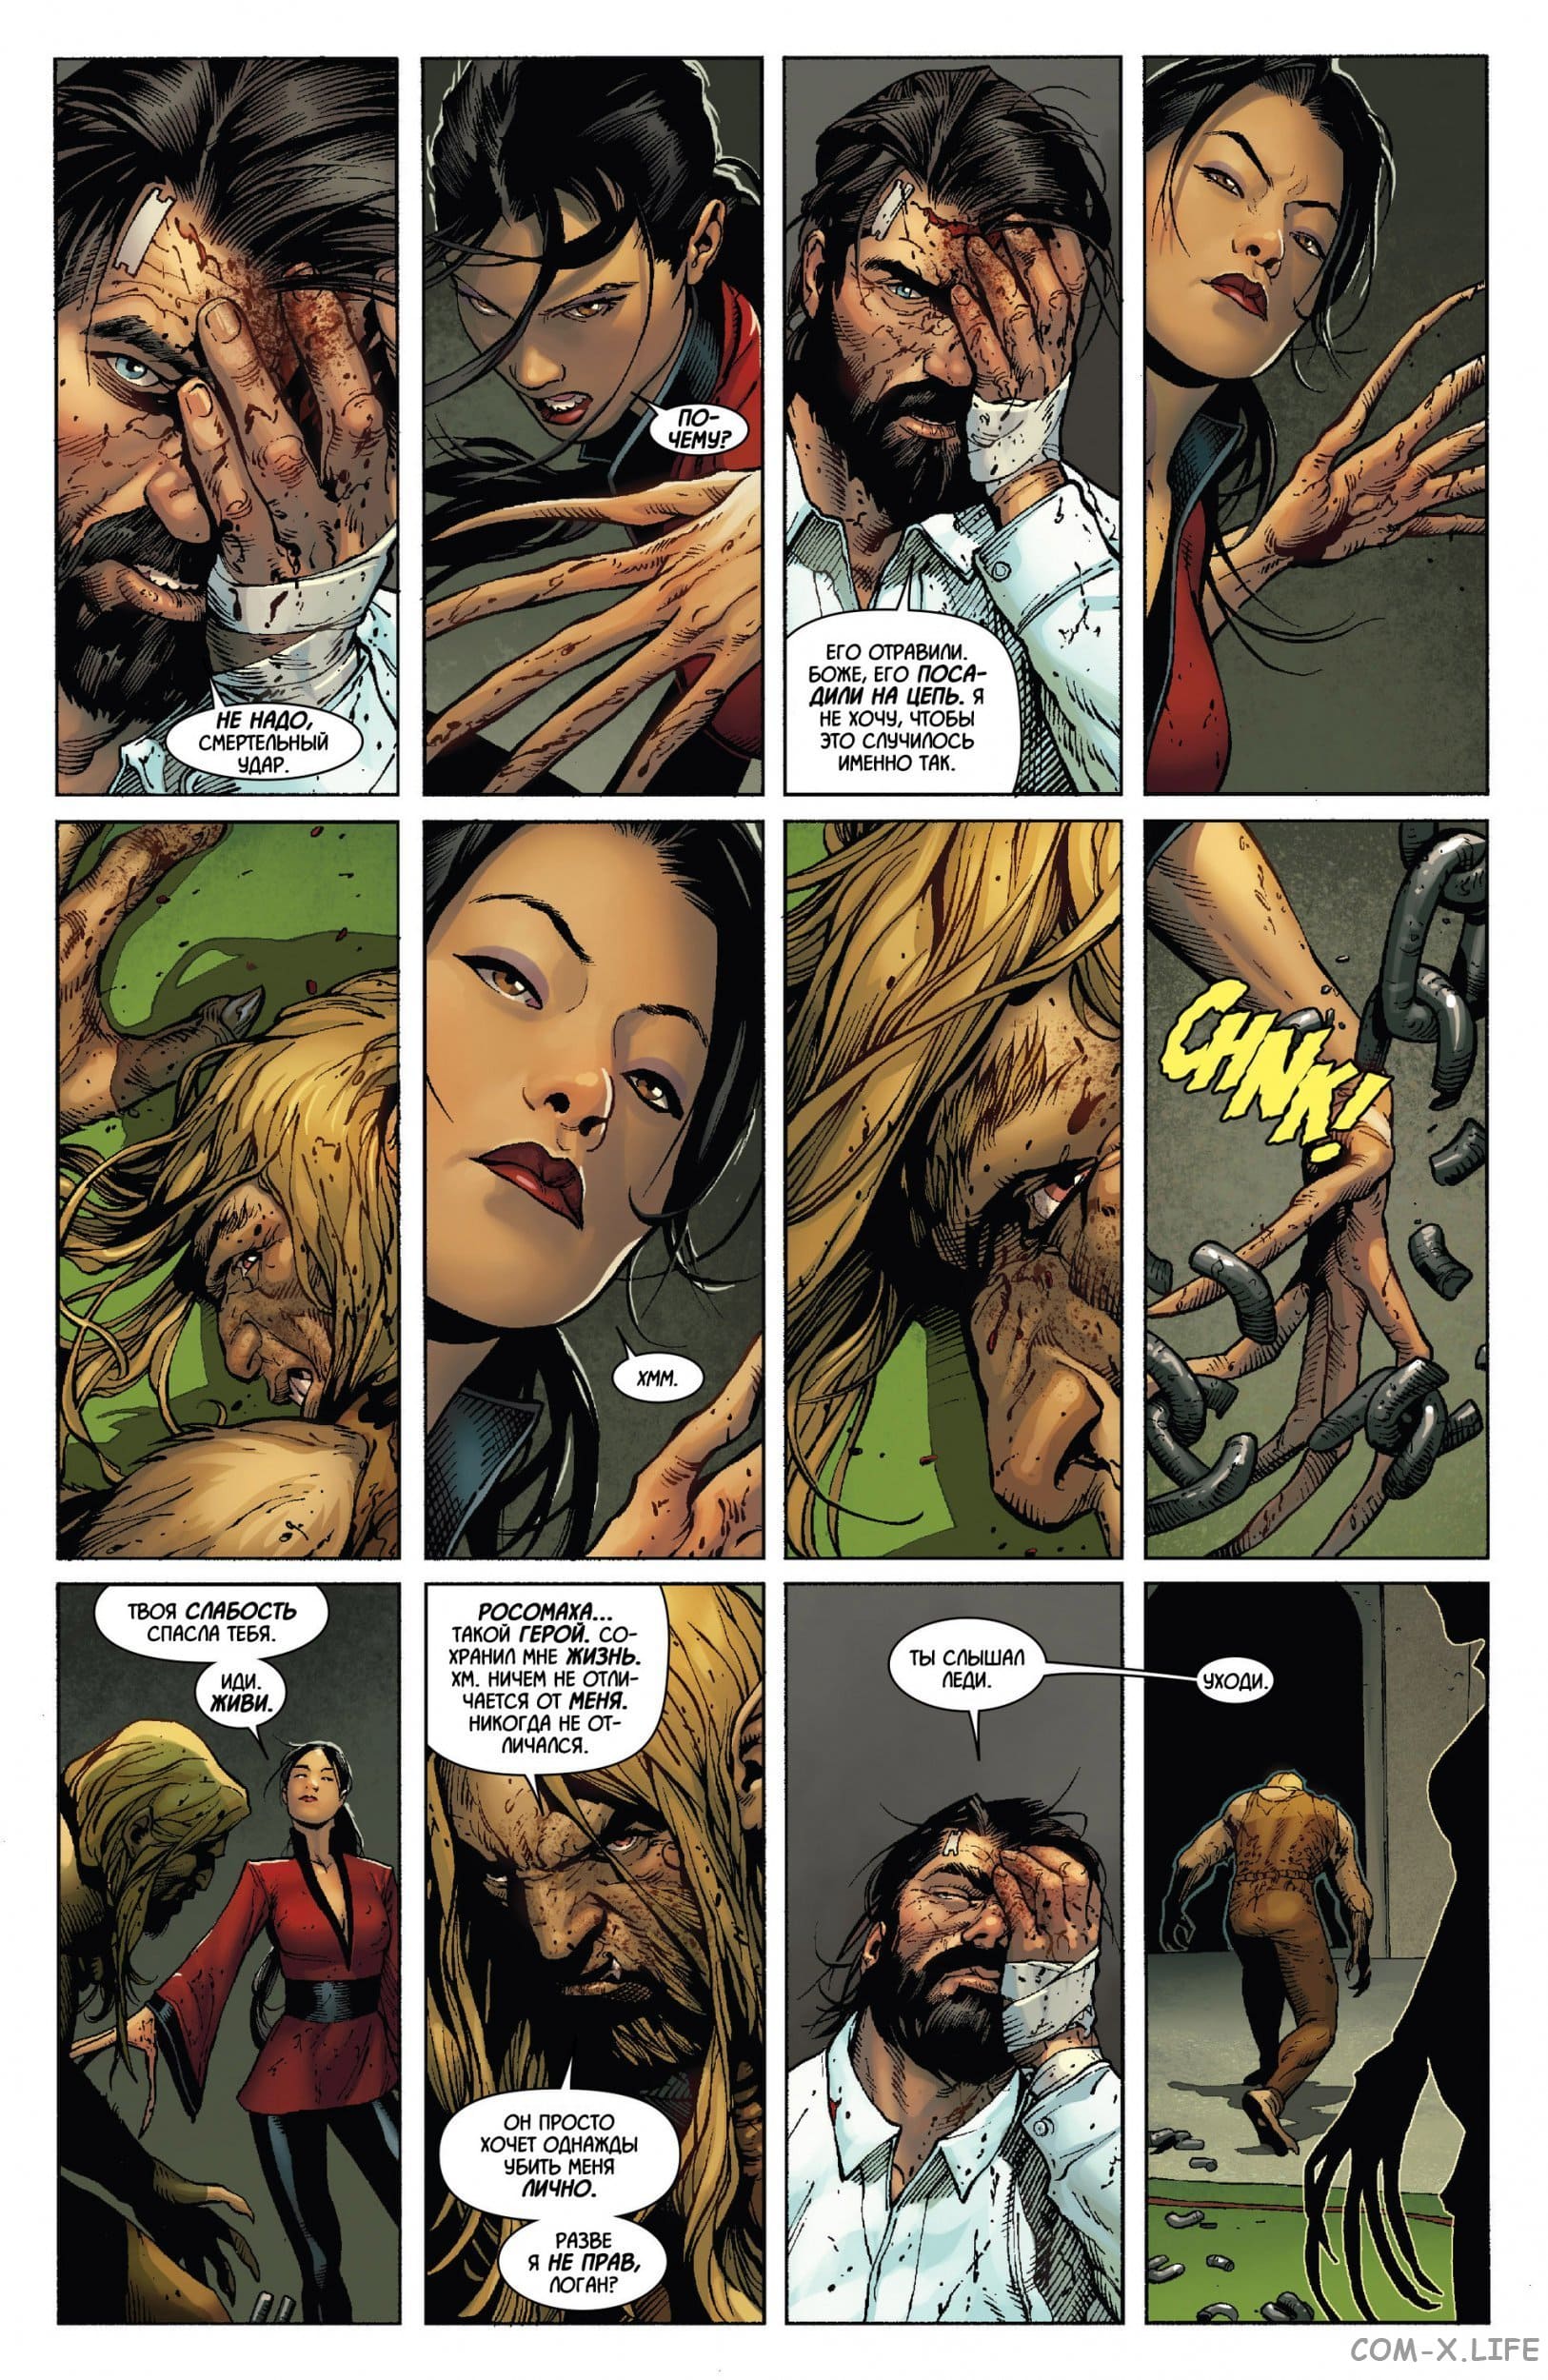 НЕ НАДО,
СМЕРТЕЛЬНЫЙ
УДАР.
ПО-
ЧЕМУ?
ЕГО ОТРАВИЛИ.
БОЖЕ, ЕГО ПОСА-
ДИЛИ НА ЦЕПЬ. Я
НЕ ХОЧУ, ЧТОБЫ
ЭТО СЛУЧИЛОСЬ
ИМЕННО ТАК.
ХММ.
CHNK!
ТВОЯ СЛАБОСТЬ
СПАСЛА ТЕБЯ.
ИДИ.
ЖИВИ.
РОСОМАХА...
ТАКОЙ ГЕРОЙ. СО-
ХРАНИЛ МНЕ ЖИЗНЬ.
ХМ. НИЧЕМ НЕ ОТЛИ-
ЧАЕТСЯ ОТ МЕНЯ.
НИКОГДА НЕ ОТ-
ЛИЧАЛСЯ.
ОН ПРОСТО
ХОЧЕТ ОДНАЖДЫ
УБИТЬ МЕНЯ
ЛИЧНО.
РАЗВЕ
Я НЕ ПРАВ,
ЛОГАН?
ТЫ СЛЫШАЛ
ЛЕДИ.
УХОДИ.
COM-X.LIFE